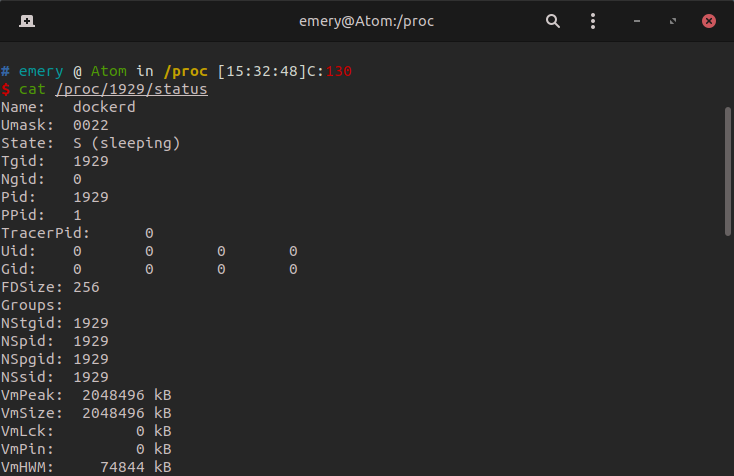 emery@Atom:/proc
# emery @ Atom in /proc [15:32:48]C:130
$ cat /proc/1929/status
Name:   dockerd
Umask:  0022
State:  S (sleeping)
Tgid:   1929
Ngid:   0
Pid:    1929
PPid:   1
TracerPid:      0
Uid:    0       0       0       0
Gid:    0       0       0       0
FDSize: 256
Groups:
NStgid: 1929
NSpid:  1929
NSpgid: 1929
NSsid:  1929
VmPeak:  2048496 kB
VmSize:  2048496 kB
VmLck:         0 kB
VmPin:         0 kB
VmHWM:     74844 kB